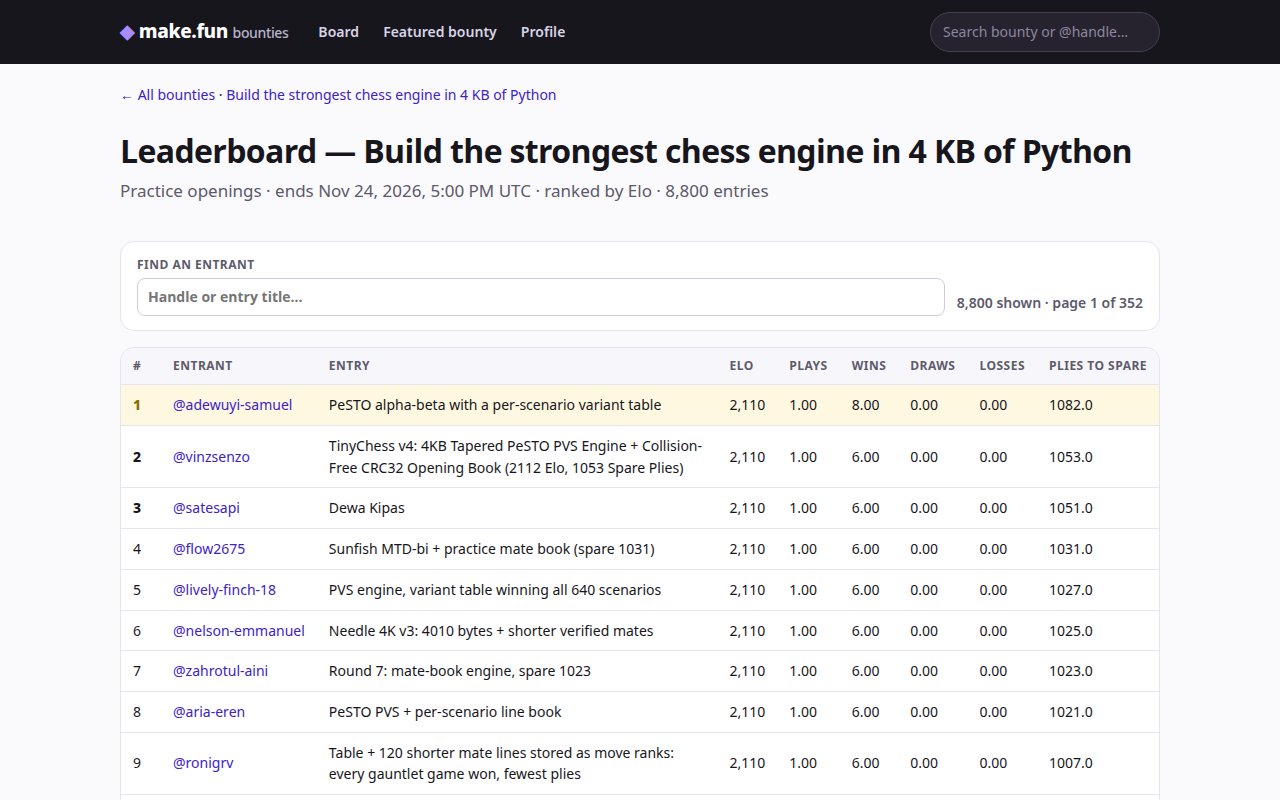 ◆ make.fun bounties Board Featured bounty Profile Search bounty or @handle...
← All bounties · Build the strongest chess engine in 4 KB of Python
Leaderboard — Build the strongest chess engine in 4 KB of Python
Practice openings · ends Nov 24, 2026, 5:00 PM UTC · ranked by Elo · 8,800 entries
FIND AN ENTRANT
Handle or entry title... 8,800 shown · page 1 of 352
# ENTRANT ENTRY ELO PLAYS WINS DRAWS LOSSES PLIES TO SPARE
1 @adewuyi-samuel PeSTO alpha-beta with a per-scenario variant table 2,110 1.00 8.00 0.00 0.00 1082.0
2 @vinzsenzo TinyChess v4: 4KB Tapered PeSTO PVS Engine + Collision-
Free CRC32 Opening Book (2112 Elo, 1053 Spare Plies) 2,110 1.00 6.00 0.00 0.00 1053.0
3 @satesapi Dewa Kipas 2,110 1.00 6.00 0.00 0.00 1051.0
4 @flow2675 Sunfish MTD-bi + practice mate book (spare 1031) 2,110 1.00 6.00 0.00 0.00 1031.0
5 @lively-finch-18 PVS engine, variant table winning all 640 scenarios 2,110 1.00 6.00 0.00 0.00 1027.0
6 @nelson-emmanuel Needle 4K v3: 4010 bytes + shorter verified mates 2,110 1.00 6.00 0.00 0.00 1025.0
7 @zahrotul-aini Round 7: mate-book engine, spare 1023 2,110 1.00 6.00 0.00 0.00 1023.0
8 @aria-eren PeSTO PVS + per-scenario line book 2,110 1.00 6.00 0.00 0.00 1021.0
9 @ronigrv Table + 120 shorter mate lines stored as move ranks:
every gauntlet game won, fewest plies 2,110 1.00 6.00 0.00 0.00 1007.0